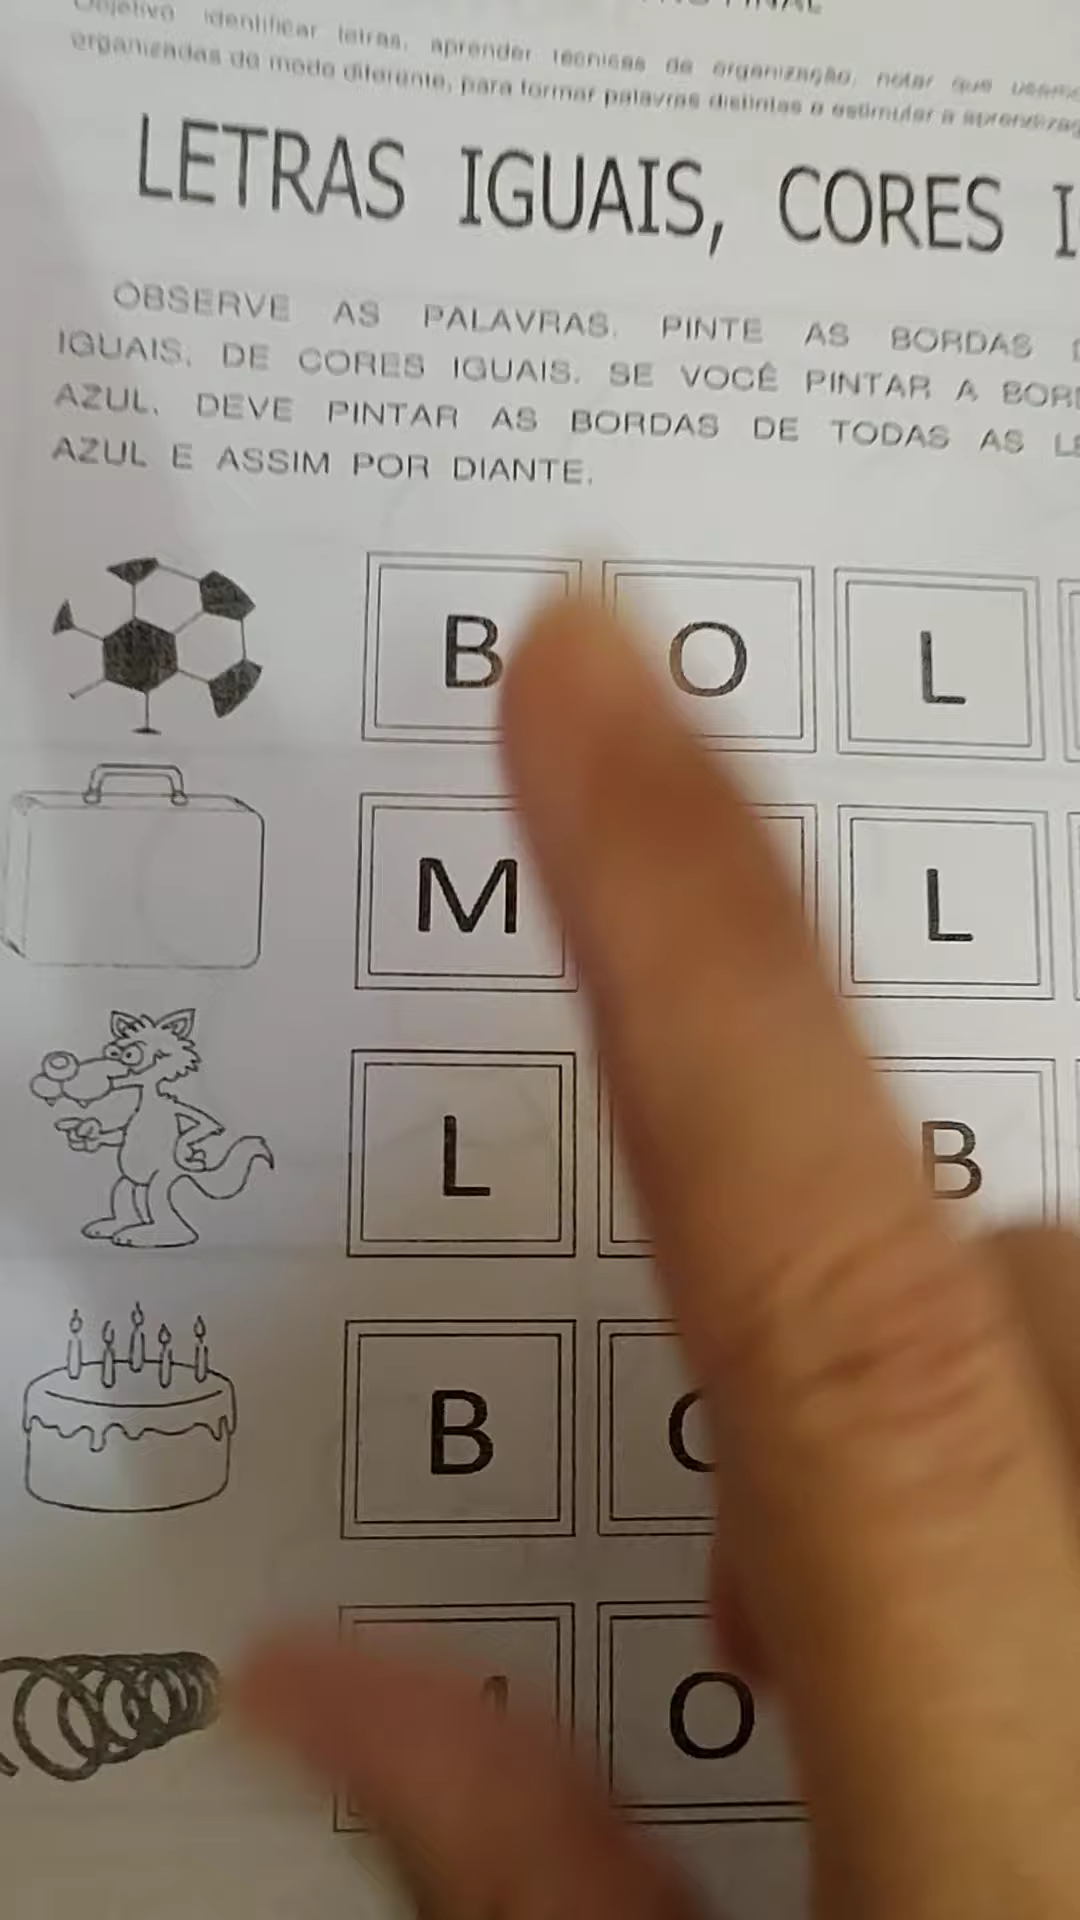 Objetivo identificar letras, aprender técnicas de organização, notar que usamos
organizadas de modo diferente, para formar palavras distintas e estimular a
LETRAS IGUAIS, CORES
OBSERVE AS PALAVRAS. PINTE AS BORDAS
IGUAIS, DE CORES IGUAIS. SE VOCÊ PINTAR A
AZUL, DEVE PINTAR AS BORDAS DE TODAS AS
AZUL E ASSIM POR DIANTE.
B O L
M L
L B
B
O